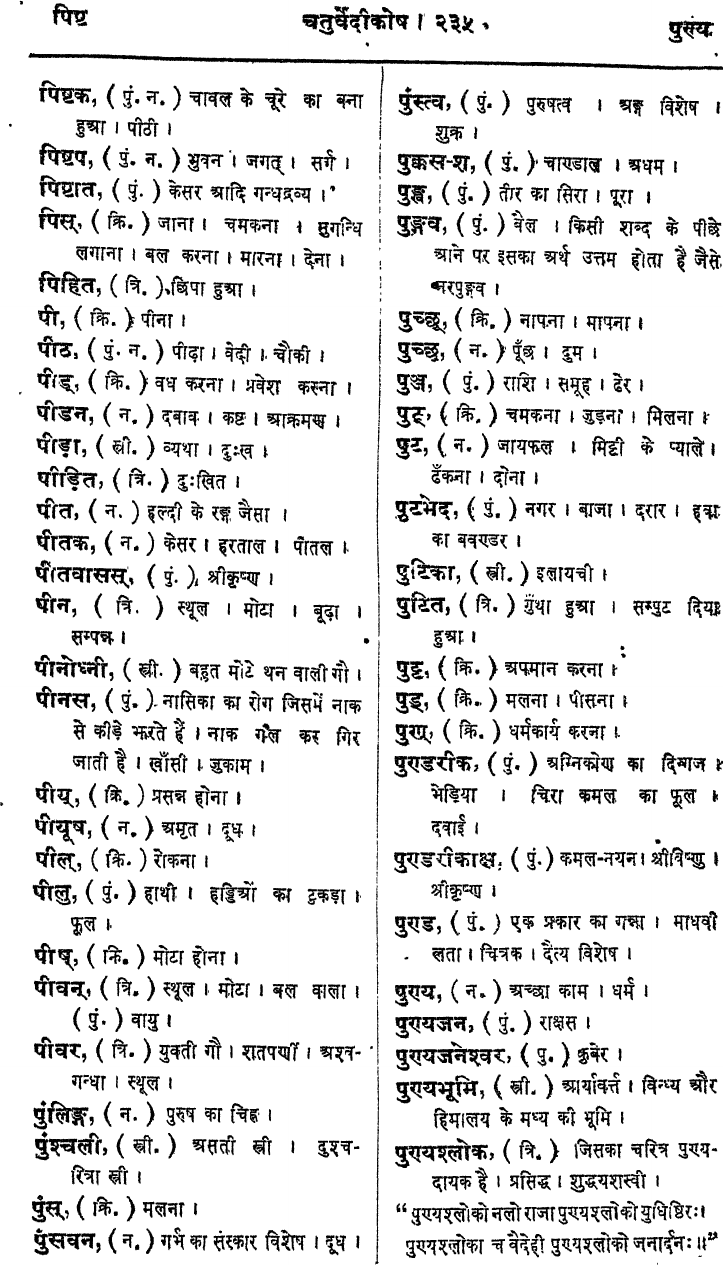 पिष्ट
चतुर्वेदीकोष। २३५
पुण्य
पिष्टक, ( पुं. न. ) चावल के चूरे का बना
हुआ । पीठी ।
पिष्टप, ( पुं. न. ) भुवन । जगत् । सर्ग ।
पिष्टात, ( पुं. ) केसर आदि गन्धद्रव्य ।
पिस्, ( क्रि. ) जाना । चमकना । सुगन्धि
लगाना । बल करना । मारना । देना ।
पिहित, ( त्रि. ) छिपा हुआ ।
पी, ( क्रि. ) पीना ।
पीठ, ( पुं. न. ) पीढ़ा । वेदी । चौकी ।
पीड्, ( क्रि. ) वध करना । प्रवेश करना ।
पीडन, ( न. ) दबाव । कष्ट । आक्रमण ।
पीड़ा, ( स्त्री. ) व्यथा । दुःख ।
पीड़ित, ( त्रि. ) दुःखित ।
पीत, ( न. ) हल्दी के रङ्ग जैसा ।
पीतक, ( न. ) केसर । हरताल । पीतल ।
पीतवासस्, ( पुं. ) श्रीकृष्ण ।
पीन, ( त्रि. ) स्थूल । मोटा । बूढ़ा ।
सम्पन्न ।
पीनोध्नी, ( स्त्री. ) बहुत मोटे थन वाली गौ ।
पीनस, ( पुं. ) नासिका का रोग जिसमें नाक
से कीड़े झरते हैं । नाक गल कर गिर
जाती है । खाँसी । जुकाम ।
पीय्, ( क्रि. ) प्रसन्न होना ।
पीयूष, ( न. ) अमृत । दूध ।
पील्, ( क्रि. ) रोकना ।
पीलु, ( पुं. ) हाथी । हड्डिओं का टुकड़ा ।
फूल ।
पीष्, ( क्रि. ) मोटा होना ।
पीवन्, ( त्रि. ) स्थूल । मोटा । बल वाला ।
( पुं. ) वायु ।
पीवर, ( त्रि. ) युवती गौ । शतपर्णी । अश्व-
गन्धा । स्थूल ।
पुंलिङ्ग, ( न. ) पुरुष का चिह्न ।
पुंश्चली, ( स्त्री. ) असती स्त्री । दुश्च-
रित्रा स्त्री ।
पुंस्, ( क्रि. ) मलना ।
पुंसवन, ( न. ) गर्भ का संस्कार विशेष । दूध ।
पुंस्त्व, ( पुं. ) पुरुषत्व । अङ्ग विशेष ।
शुक्र ।
पुक्कस-श, ( पुं. ) चाण्डाल । अधम ।
पुङ्ख, ( पुं. ) तीर का सिरा । पूरा ।
पुङ्गव, ( पुं. ) बैल । किसी शब्द के पीछे
आने पर इसका अर्थ उत्तम होता है जैसे
नरपुङ्गव ।
पुच्छ्, ( क्रि. ) नापना । मापना ।
पुच्छ, ( न. ) पूँछ । दुम ।
पुञ्ज, ( पुं. ) राशि । समूह । ढेर ।
पुट्, ( क्रि. ) चमकना । जुड़ना । मिलना ।
पुट, ( न. ) जायफल । मिट्टी के प्याले ।
ढँकना । दोना ।
पुटभेद, ( पुं. ) नगर । बाजा । दरार । हवा
का बवण्डर ।
पुटिका, ( स्त्री. ) इलायची ।
पुटित, ( त्रि. ) गुँथा हुआ । सम्पुट दिया
हुआ ।
पुट्ट, ( क्रि. ) अपमान करना ।
पुड्, ( क्रि. ) मलना । पीसना ।
पुण्, ( क्रि. ) धर्मकार्य करना ।
पुण्डरीक, ( पुं. ) अग्निकोण का दिग्गज ।
भेड़िया । चिरा कमल का फूल ।
दवाई ।
पुण्डरीकाक्ष, ( पुं. ) कमल-नयन। श्रीविष्णु ।
श्रीकृष्ण ।
पुण्ड, ( पुं. ) एक प्रकार का गन्ना । माधवी
लता । चित्रक । दैत्य विशेष ।
पुण्य, ( न. ) अच्छा काम । धर्म ।
पुण्यजन, ( पुं. ) राक्षस ।
पुण्यजनेश्वर, ( पु. ) कुबेर ।
पुण्यभूमि, ( स्त्री. ) आर्यावर्त्त । विन्ध्य और
हिमालय के मध्य की भूमि ।
पुण्यश्लोक, ( त्रि. ) जिसका चरित्र पुण्य-
दायक है । प्रसिद्ध । शुद्धयशस्वी ।
“पुण्यश्लोको नलो राजा पुण्यश्लोको युधिष्ठिरः।
पुण्यश्लोका च वैदेही पुण्यश्लोको जनार्दनः॥”